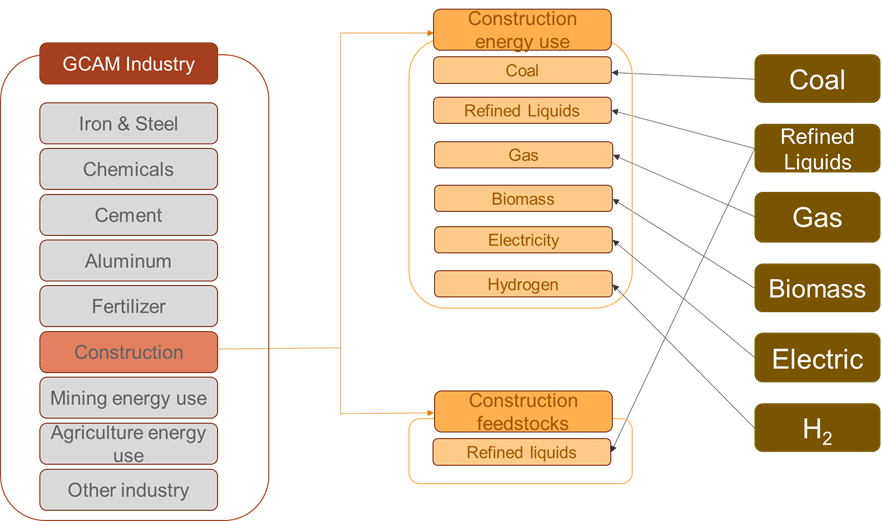 GCAM Industry
Iron & Steel
Chemicals
Cement
Aluminum
Fertilizer
Construction
Mining energy use
Agriculture energy
use
Other industry
Construction
energy use
Coal
Refined Liquids
Gas
Biomass
Electricity
Hydrogen
Construction
feedstocks
Refined liquids
Coal
Refined
Liquids
Gas
Biomass
Electric
H₂